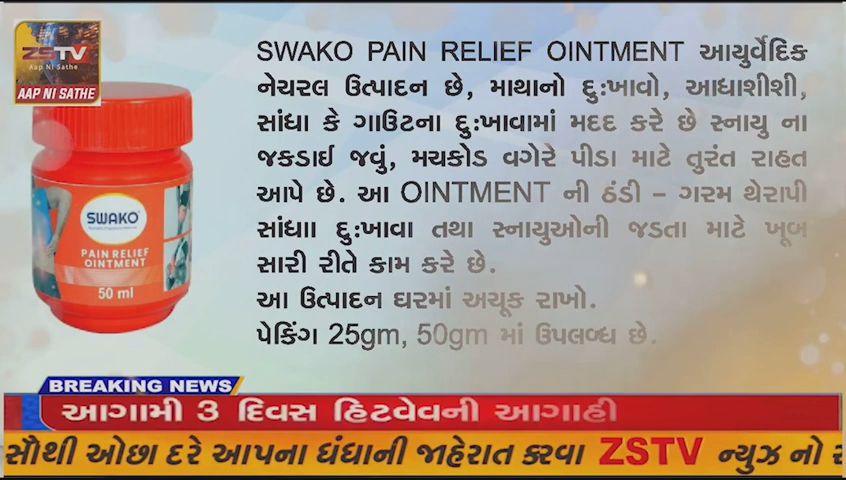 ZSTV
Aap Ni Sathe
AAP NI SATHE
SWAKO PAIN RELIEF OINTMENT આયુર્વેદિક
નેચરલ ઉત્પાદન છે, માથાનો દુઃખાવો, આધાશીશી,
સાંધા કે ગાઉટના દુઃખાવામાં મદદ કરે છે સ્નાયુ ના
જકડાઈ જવું, મચકોડ વગેરે પીડા માટે તુરંત રાહત
આપે છે. આ OINTMENT ની ઠંડી – ગરમ થેરાપી
સાંધાા દુઃખાવા તથા સ્નાયુઓની જડતા માટે ખૂબ
સારી રીતે કામ કરે છે.
આ ઉત્પાદન ઘરમાં અચૂક રાખો.
પેકિંગ 25gm, 50gm માં ઉપલબ્ધ છે.
SWAKO
PAIN RELIEF
OINTMENT
50 ml
BREAKING NEWS
આગામી 3 દિવસ હિટવેવની આગાહી
સૌથી ઓછા દરે આપના ધંધાની જાહેરાત કરવા ZSTV ન્યુઝ નો